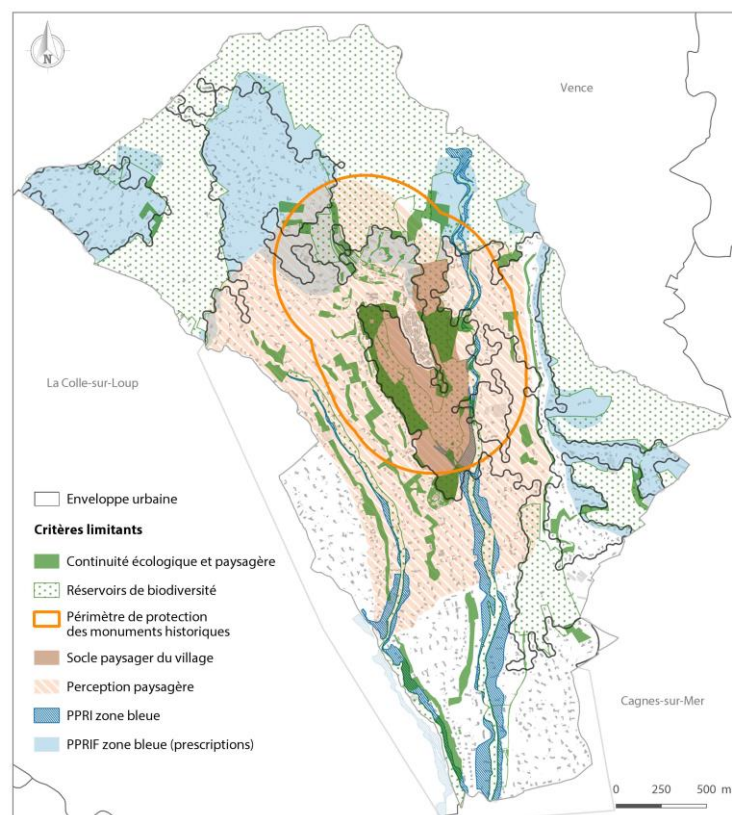 N
Vence
La Colle-sur-Loup
Enveloppe urbaine
Critères limitants
Continuité écologique et paysagère
Réservoirs de biodiversité
Périmètre de protection
des monuments historiques
Socle paysager du village
Perception paysagère
PPRI zone bleue
PPRIF zone bleue (prescriptions)
Cagnes-sur-Mer
0 250 500 m